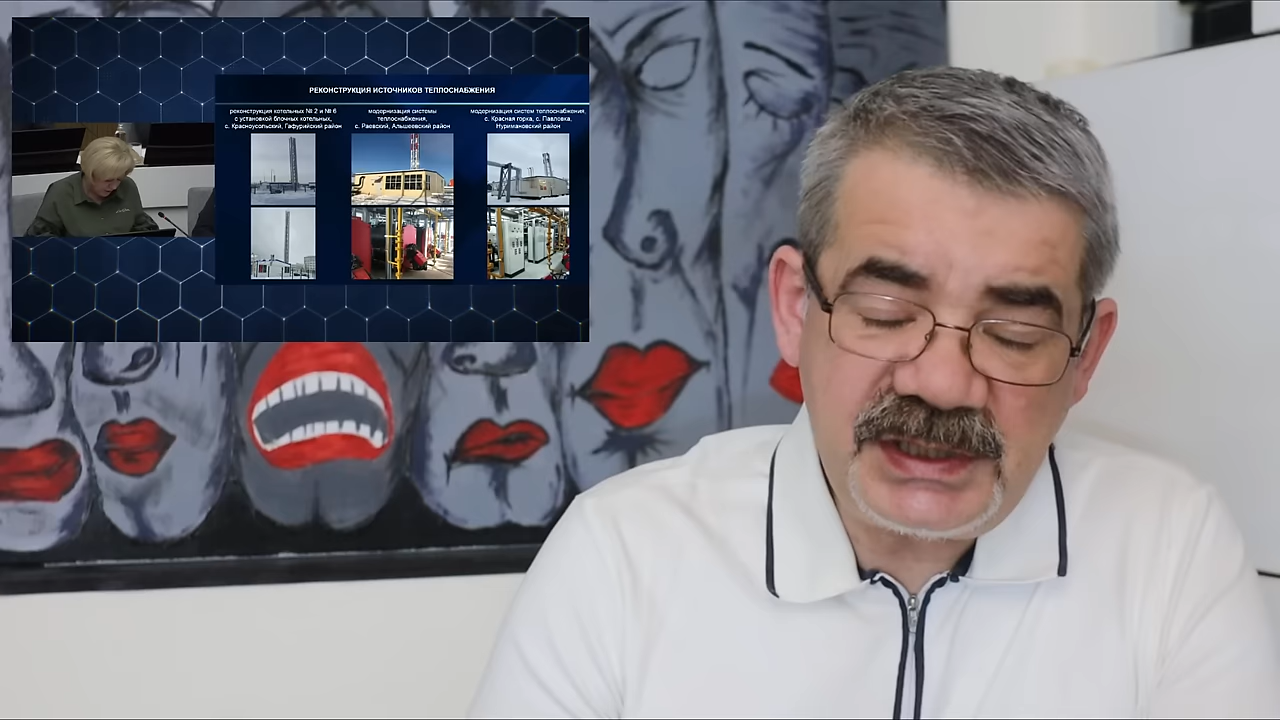 РЕКОНСТРУКЦИЯ ИСТОЧНИКОВ ТЕПЛОСНАБЖЕНИЯ
реконструкция котельных № 2 и № 6
с установкой блочных котельных,
с. Красноусольский, Гафурийский район
модернизация системы
теплоснабжения,
с. Раевский, Альшеевский район
модернизация систем теплоснабжения,
с. Красная горка, с. Павловка,
Нуримановский район